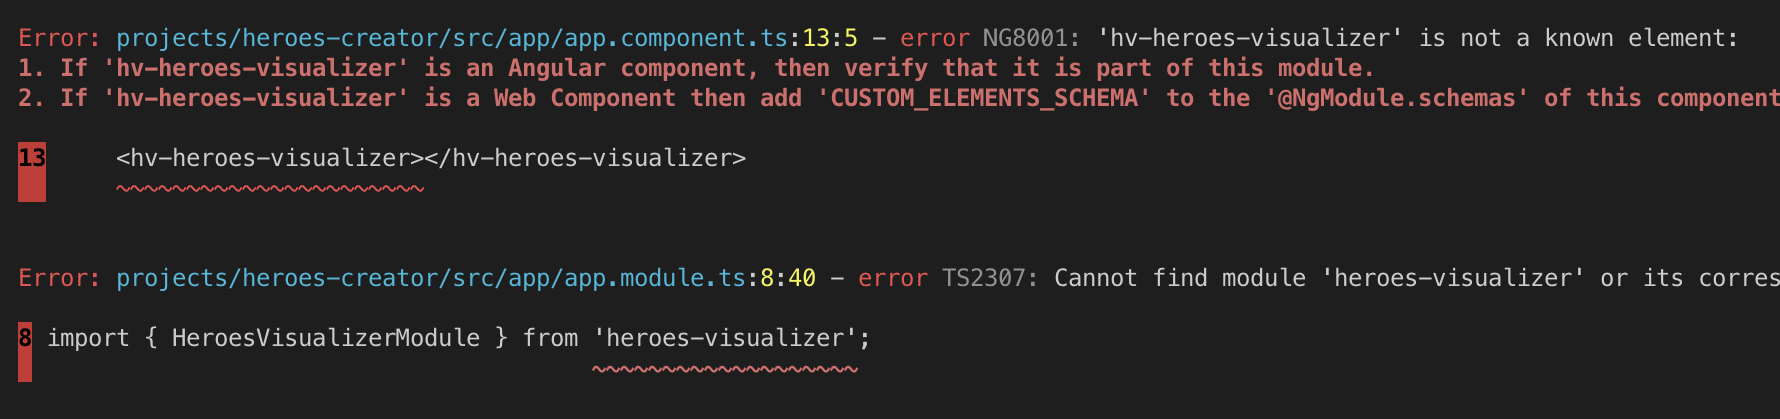 Error: projects/heroes-creator/src/app/app.component.ts:13:5 - error NG8001: 'hv-heroes-visualizer' is not a known element:
1. If 'hv-heroes-visualizer' is an Angular component, then verify that it is part of this module.
2. If 'hv-heroes-visualizer' is a Web Component then add 'CUSTOM_ELEMENTS_SCHEMA' to the '@NgModule.schemas' of this component
13 <hv-heroes-visualizer></hv-heroes-visualizer>
Error: projects/heroes-creator/src/app/app.module.ts:8:40 - error TS2307: Cannot find module 'heroes-visualizer' or its corres
8 import { HeroesVisualizerModule } from 'heroes-visualizer';